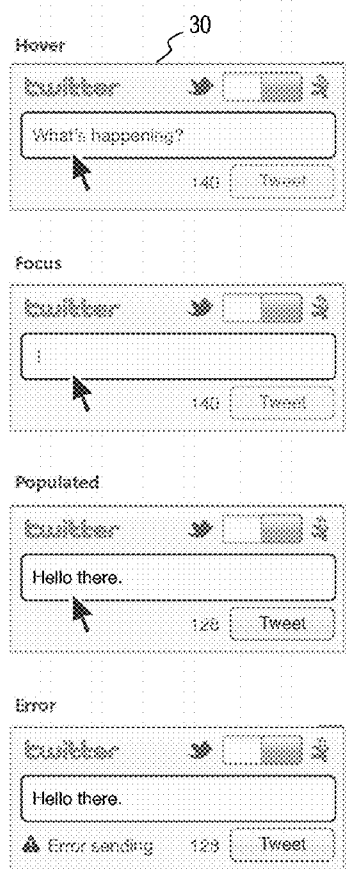 30
Hover
twitter
What's happening?
140 Tweet
Focus
twitter
140 Tweet
Populated
twitter
Hello there.
128 Tweet
Error
twitter
Hello there.
Error sending 128 Tweet